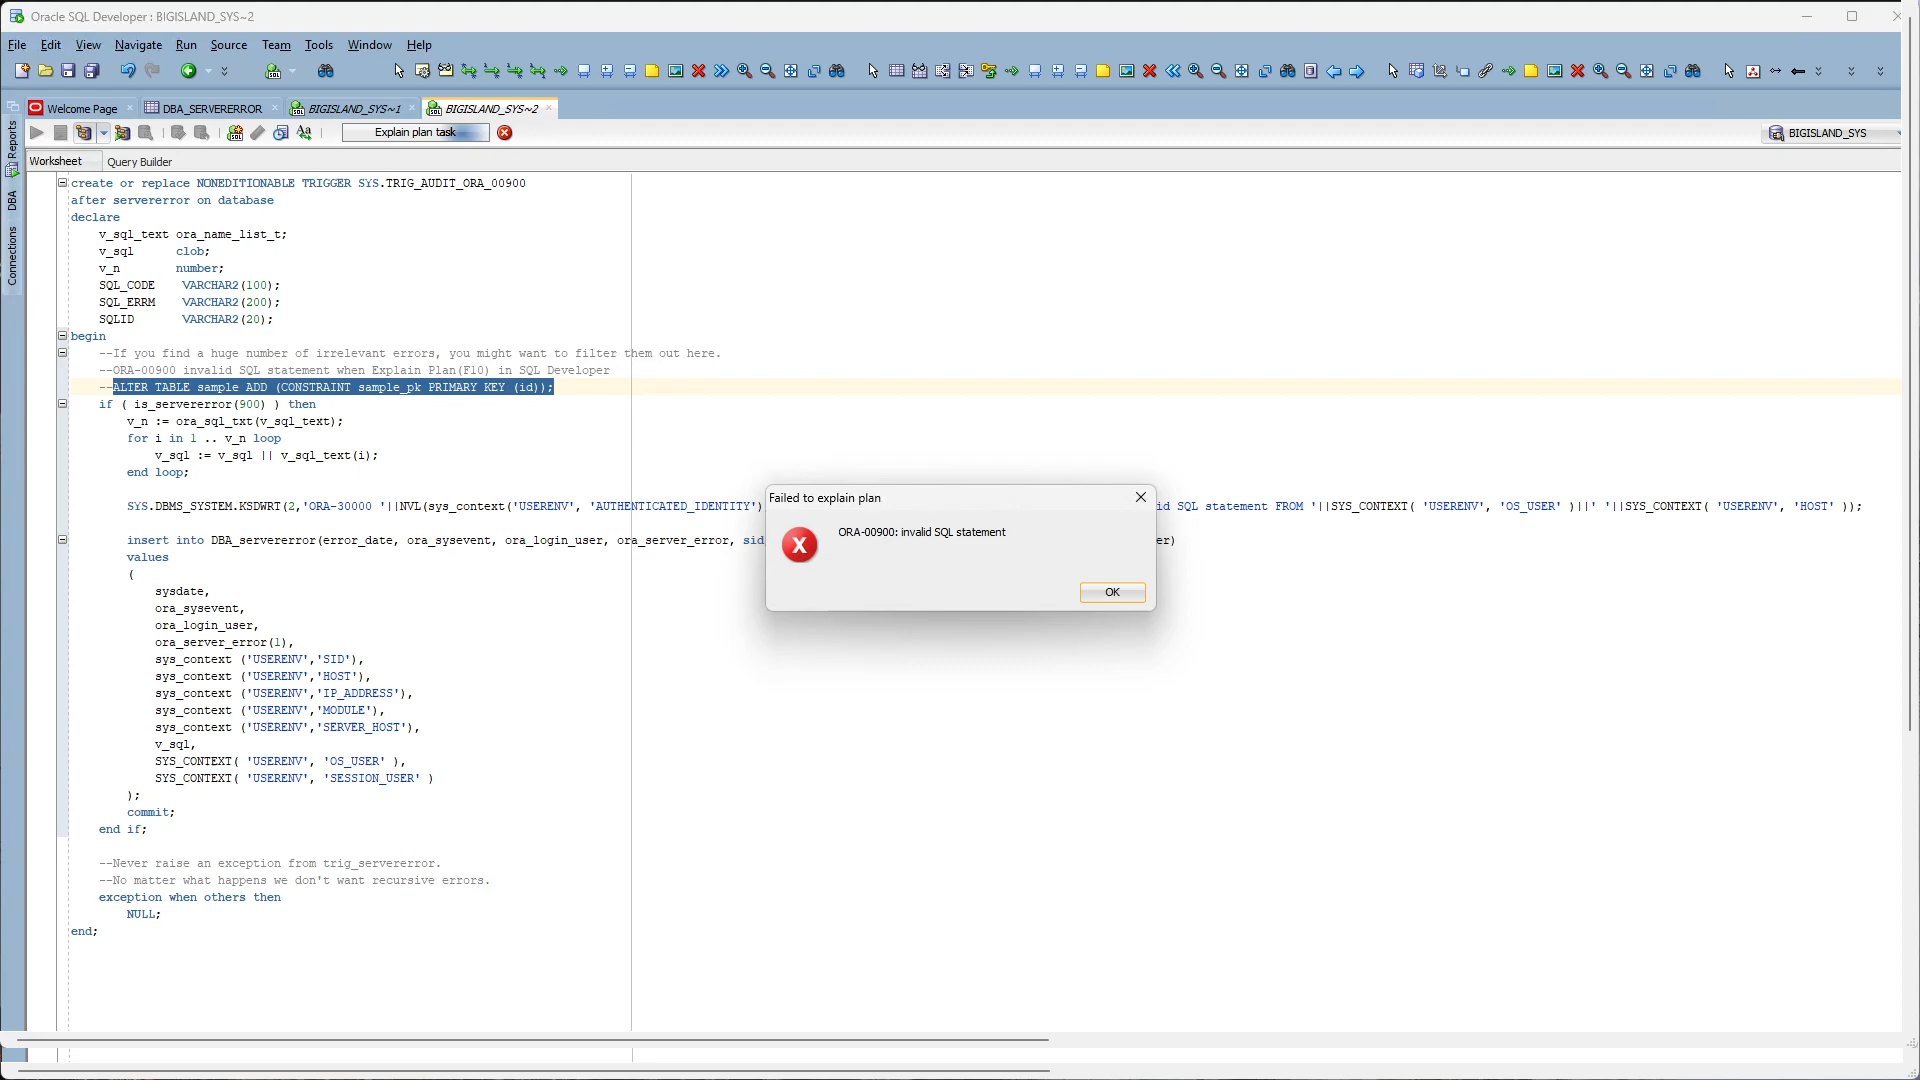 Oracle SQL Developer : BIGISLAND_SYS~2
File Edit View Navigate Run Source Team Tools Window Help
Welcome Page DBA_SERVERERROR BIGISLAND_SYS~1 BIGISLAND_SYS~2
Explain plan task
BIGISLAND_SYS
Reports
DBA
Connections
Worksheet Query Builder
create or replace NONEDITIONABLE TRIGGER SYS.TRIG_AUDIT_ORA_00900
after servererror on database
declare
v_sql_text ora_name_list_t;
v_sql clob;
v_n number;
SQL_CODE VARCHAR2(100);
SQL_ERRM VARCHAR2(200);
SQLID VARCHAR2(20);
begin
--If you find a huge number of irrelevant errors, you might want to filter them out here.
--ORA-00900 invalid SQL statement when Explain Plan(F10) in SQL Developer
--ALTER TABLE sample ADD (CONSTRAINT sample_pk PRIMARY KEY (id));
if ( is_servererror(900) ) then
v_n := ora_sql_txt(v_sql_text);
for i in 1 .. v_n loop
v_sql := v_sql || v_sql_text(i);
end loop;
SYS.DBMS_SYSTEM.KSDWRT(2,'ORA-30000 '||NVL(sys_context('USERENV', 'AUTHENTICATED_IDENTITY') id SQL statement FROM '||SYS_CONTEXT( 'USERENV', 'OS_USER' )||' '||SYS_CONTEXT( 'USERENV', 'HOST' ));
insert into DBA_servererror(error_date, ora_sysevent, ora_login_user, ora_server_error, sid er)
values
(
sysdate,
ora_sysevent,
ora_login_user,
ora_server_error(1),
sys_context ('USERENV','SID'),
sys_context ('USERENV','HOST'),
sys_context ('USERENV','IP_ADDRESS'),
sys_context ('USERENV','MODULE'),
sys_context ('USERENV','SERVER_HOST'),
v_sql,
SYS_CONTEXT( 'USERENV', 'OS_USER' ),
SYS_CONTEXT( 'USERENV', 'SESSION_USER' )
);
commit;
end if;
--Never raise an exception from trig_servererror.
--No matter what happens we don't want recursive errors.
exception when others then
NULL;
end;
Failed to explain plan
ORA-00900: invalid SQL statement
OK